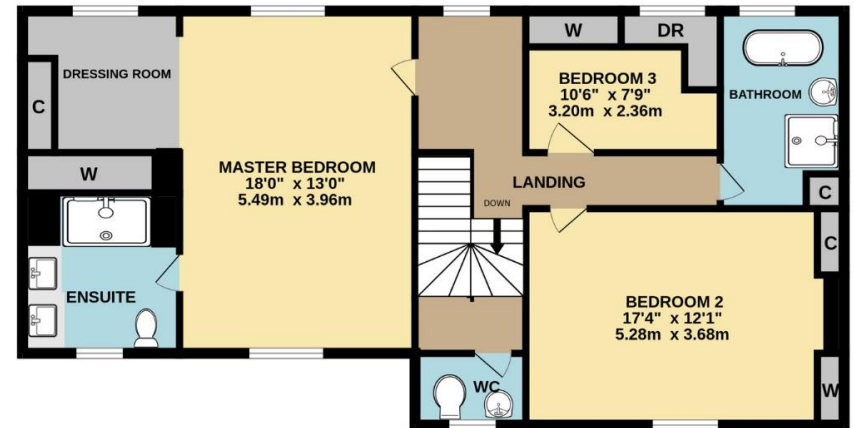 DRESSING ROOM
C
W
ENSUITE
MASTER BEDROOM
18'0" x 13'0"
5.49m x 3.96m
W
DR
BEDROOM 3
10'6" x 7'9"
3.20m x 2.36m
BATHROOM
LANDING
DOWN
C
C
BEDROOM 2
17'4" x 12'1"
5.28m x 3.68m
WC
W